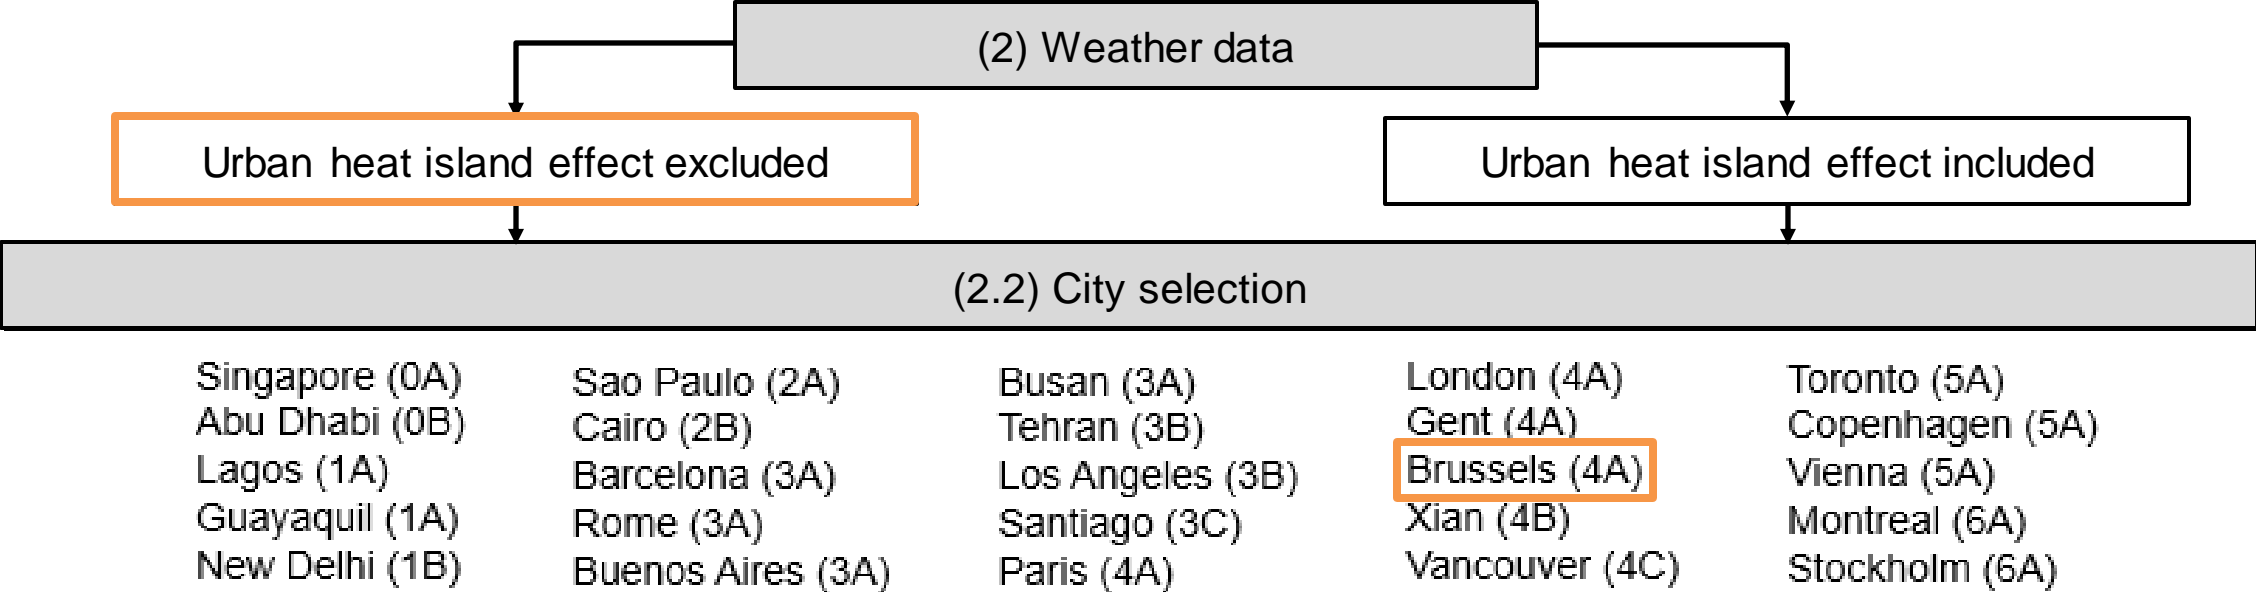 (2) Weather data
Urban heat island effect excluded
Urban heat island effect included
(2.2) City selection
Singapore (0A)
Abu Dhabi (0B)
Lagos (1A)
Guayaquil (1A)
New Delhi (1B)
Sao Paulo (2A)
Cairo (2B)
Barcelona (3A)
Rome (3A)
Buenos Aires (3A)
Busan (3A)
Tehran (3B)
Los Angeles (3B)
Santiago (3C)
Paris (4A)
London (4A)
Gent (4A)
Brussels (4A)
Xian (4B)
Vancouver (4C)
Toronto (5A)
Copenhagen (5A)
Vienna (5A)
Montreal (6A)
Stockholm (6A)